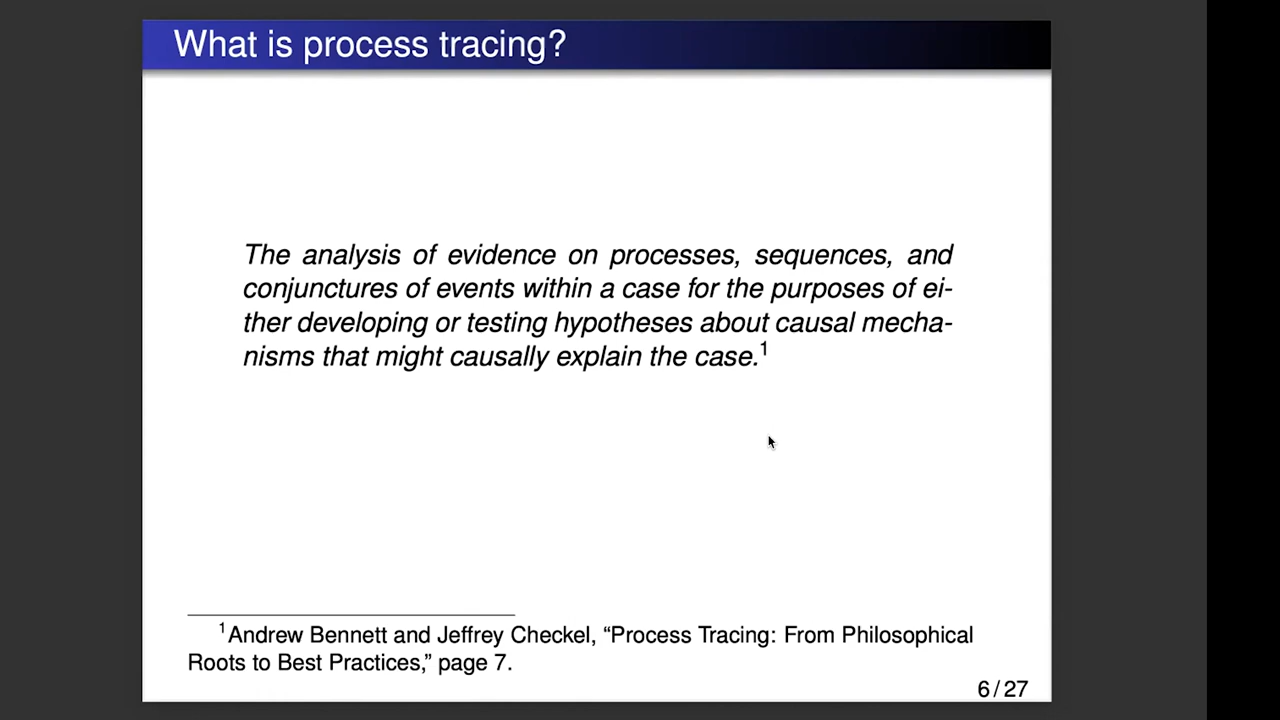 What is process tracing?
The analysis of evidence on processes, sequences, and
conjunctures of events within a case for the purposes of ei-
ther developing or testing hypotheses about causal mecha-
nisms that might causally explain the case.1
1Andrew Bennett and Jeffrey Checkel, “Process Tracing: From Philosophical
Roots to Best Practices,” page 7.
6/27